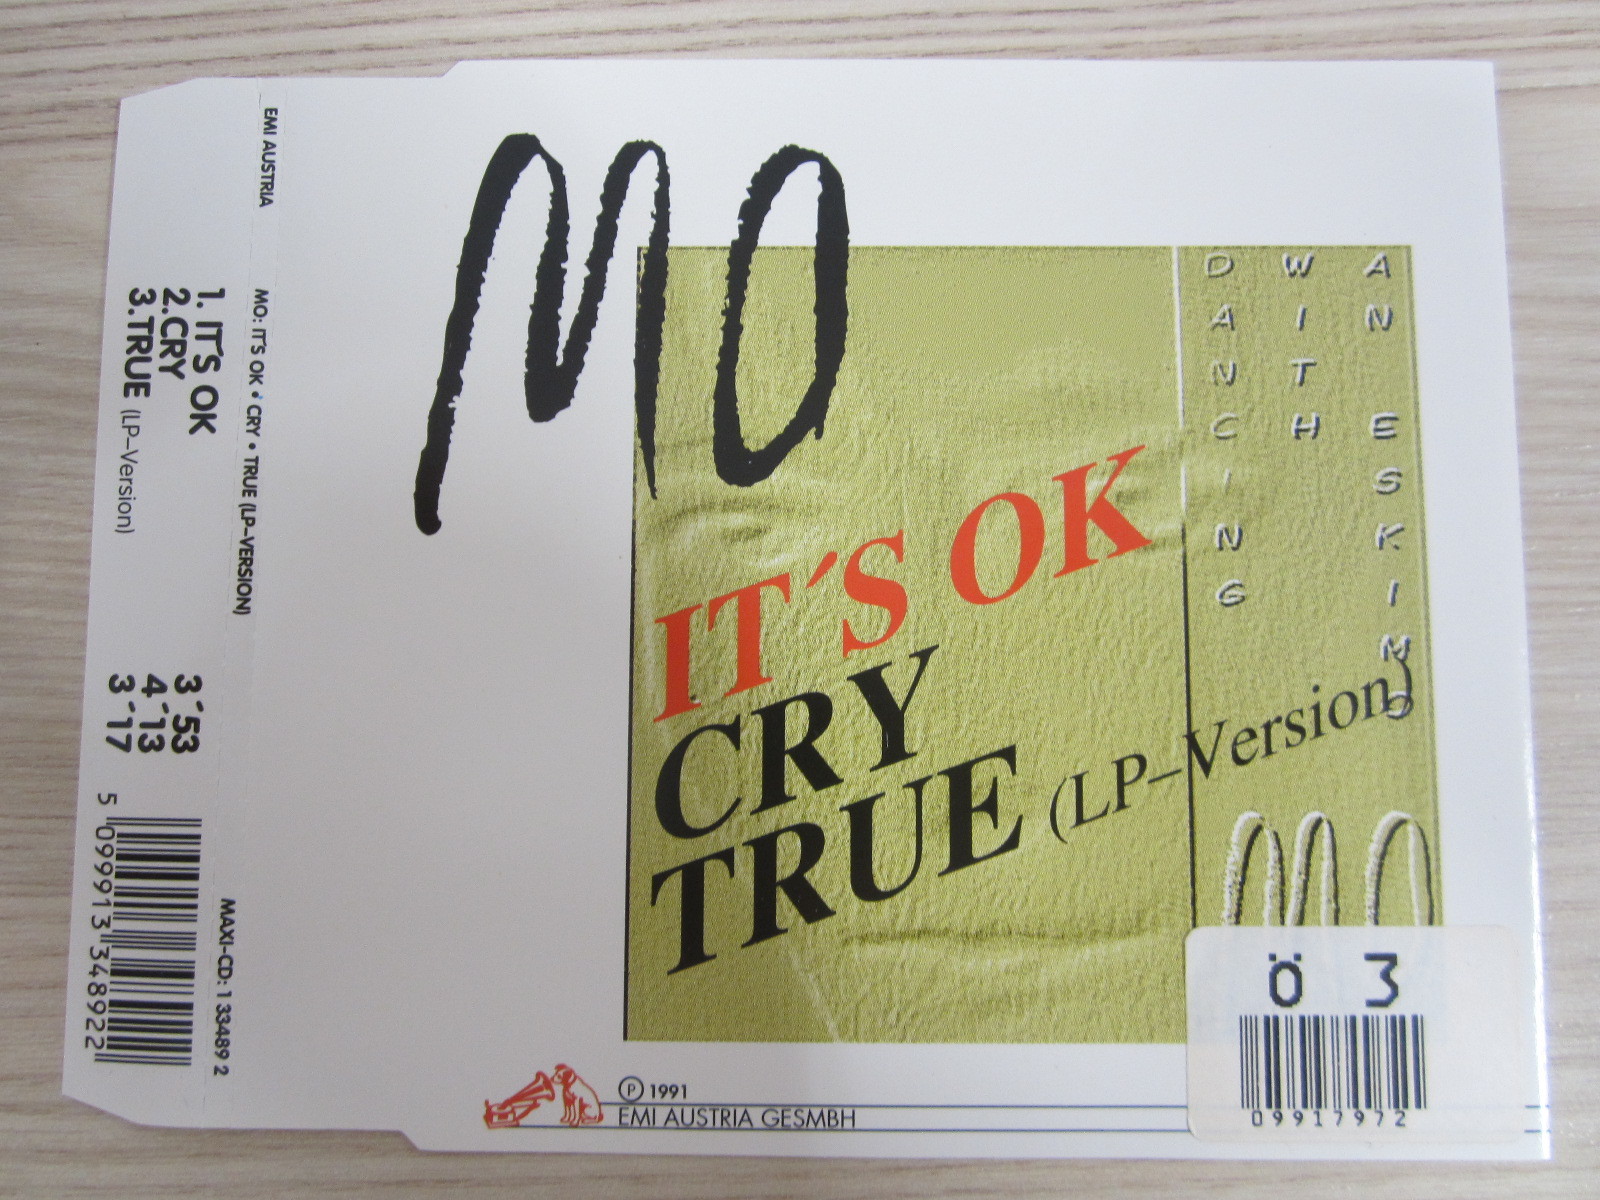 EMI AUSTRIA
MO: IT´S OK • CRY • TRUE (LP–VERSION)
MAXI–CD: 1 33489 2
1. IT´S OK 3´53
2.CRY 4´13
3.TRUE (LP–Version) 3´17
5 099913 348922
MO
DANCING
WITH
AN ESKIMO
IT´S OK
CRY
TRUE (LP–Version)
MO
Ö 3
09917972
℗ 1991
EMI AUSTRIA GESMBH